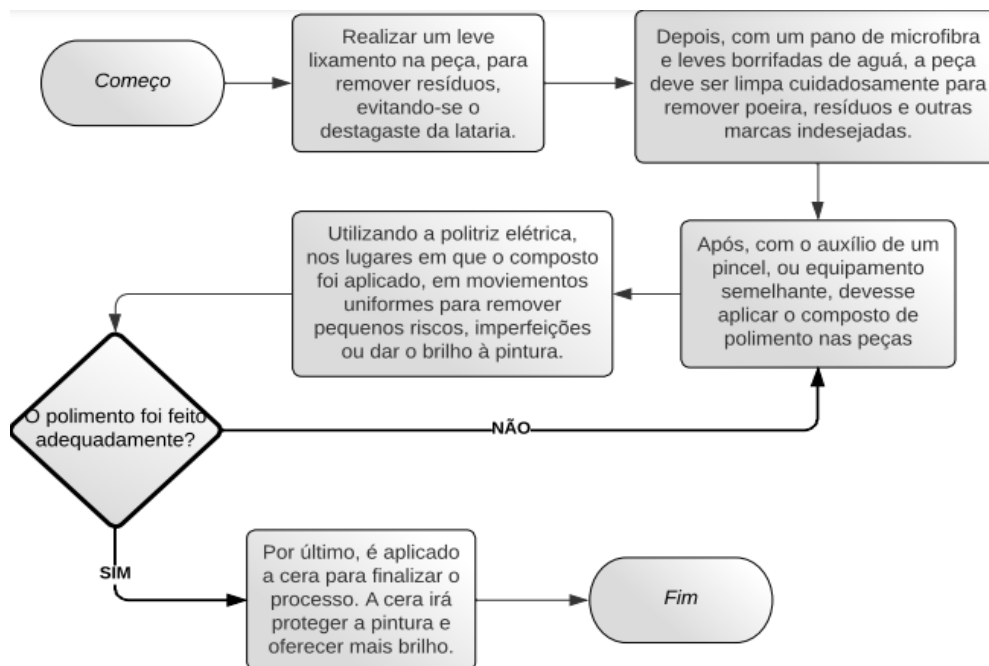 Começo
Realizar um leve
lixamento na peça, para
remover resíduos,
evitando-se o
destagaste da lataria.
Depois, com um pano de microfibra
e leves borrifadas de aguá, a peça
deve ser limpa cuidadosamente para
remover poeira, resíduos e outras
marcas indesejadas.
Após, com o auxílio de um
pincel, ou equipamento
semelhante, devesse
aplicar o composto de
polimento nas peças
Utilizando a politriz elétrica,
nos lugares em que o composto
foi aplicado, em moviementos
uniformes para remover
pequenos riscos, imperfeições
ou dar o brilho à pintura.
O polimento foi feito
adequadamente?
NÃO
SIM
Por último, é aplicado
a cera para finalizar o
processo. A cera irá
proteger a pintura e
oferecer mais brilho.
Fim